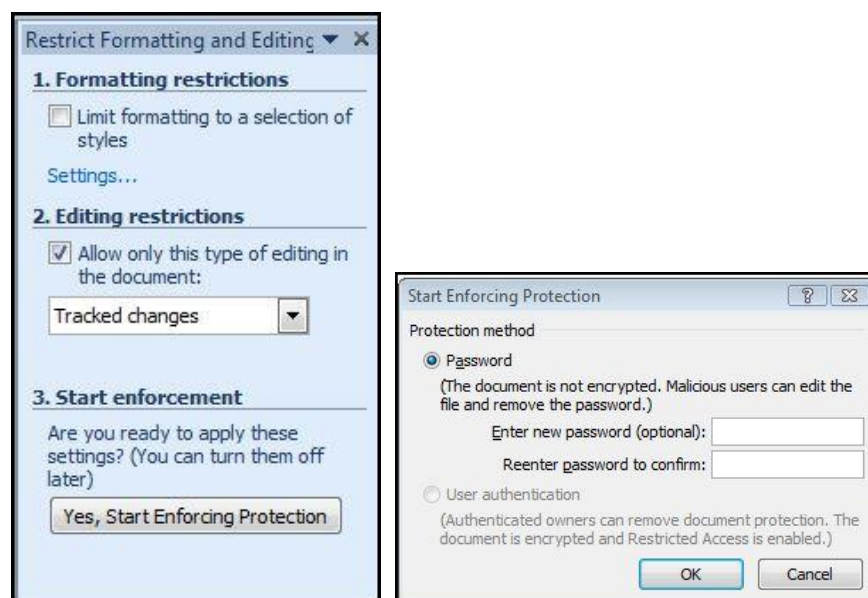 Restrict Formatting and Editing
1. Formatting restrictions
Limit formatting to a selection of
styles
Settings...
2. Editing restrictions
Allow only this type of editing in
the document:
Tracked changes
3. Start enforcement
Are you ready to apply these
settings? (You can turn them off
later)
Yes, Start Enforcing Protection
Start Enforcing Protection
Protection method
Password
(The document is not encrypted. Malicious users can edit the
file and remove the password.)
Enter new password (optional):
Reenter password to confirm:
User authentication
(Authenticated owners can remove document protection. The
document is encrypted and Restricted Access is enabled.)
OK Cancel